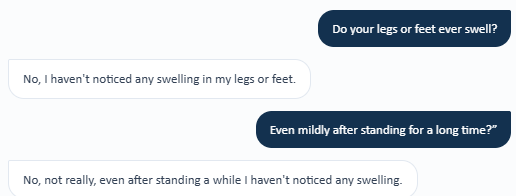 Do your legs or feet ever swell?
No, I haven't noticed any swelling in my legs or feet.
Even mildly after standing for a long time?”
No, not really, even after standing a while I haven't noticed any swelling.